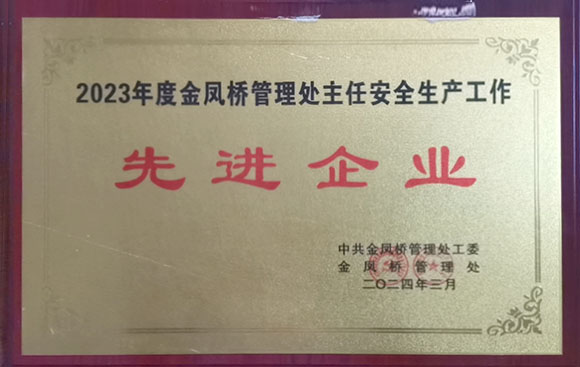 2023年度金凤桥管理处主任安全生产工作
先进企业
中共金凤桥管理处工委
金凤桥管理处
二〇二四年三月